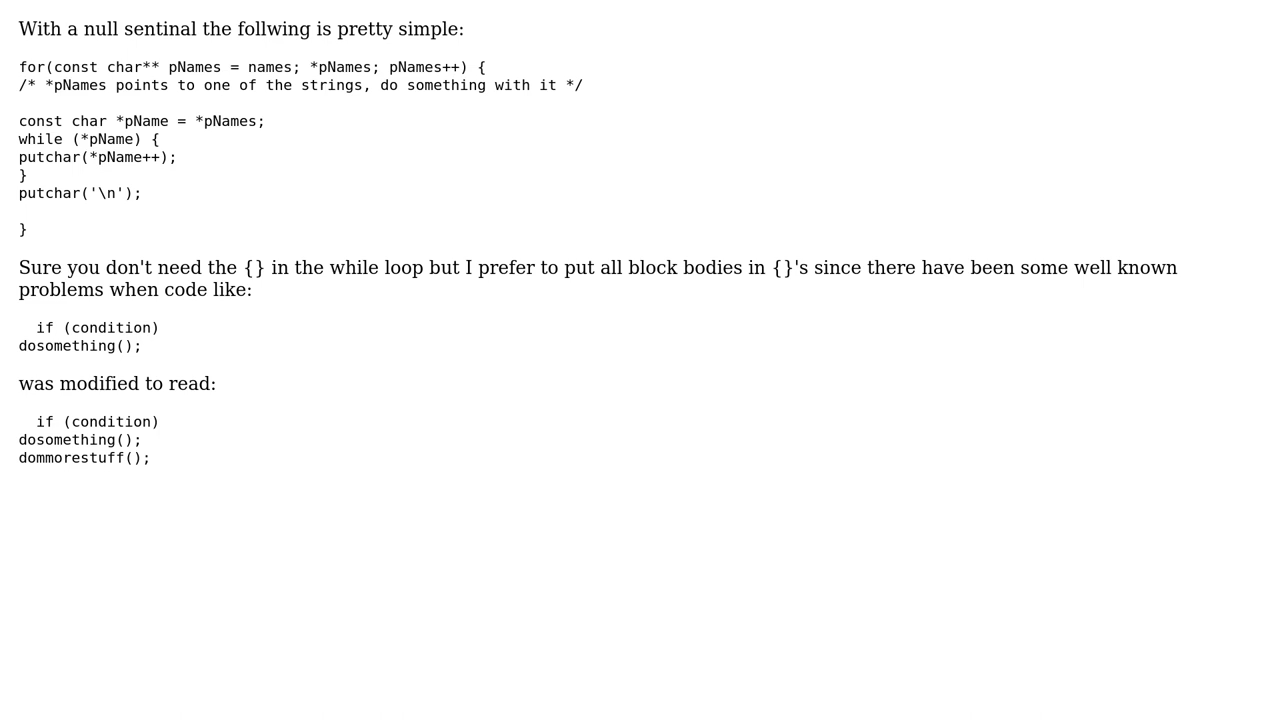 With a null sentinal the follwing is pretty simple:
for(const char** pNames = names; *pNames; pNames++) {
/* *pNames points to one of the strings, do something with it */
const char *pName = *pNames;
while (*pName) {
putchar(*pName++);
}
putchar('\n');
}
Sure you don't need the {} in the while loop but I prefer to put all block bodies in {}'s since there have been some well known
problems when code like:
if (condition)
dosomething();
was modified to read:
if (condition)
dosomething();
dommorestuff();